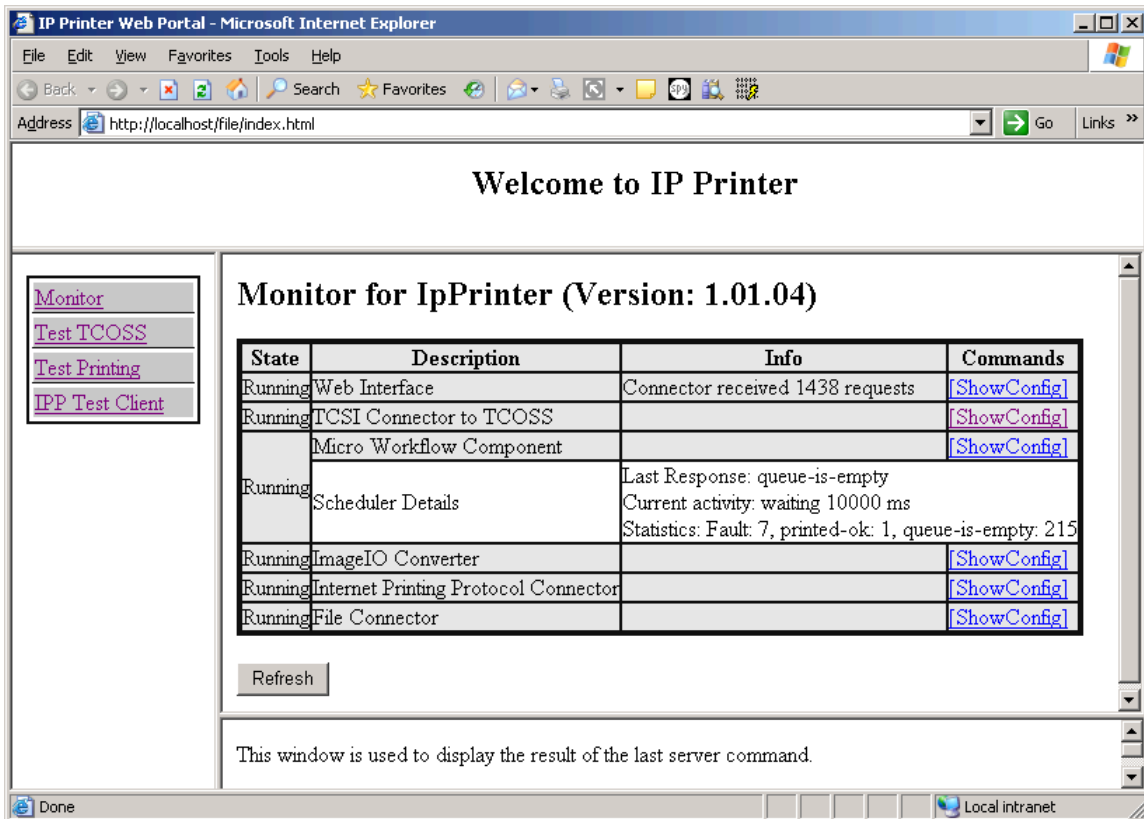 IP Printer Web Portal - Microsoft Internet Explorer
File Edit View Favorites Tools Help
Back Search Favorites
Address http://localhost/file/index.html Go Links »
Welcome to IP Printer
Monitor
Test TCOSS
Test Printing
IPP Test Client
Monitor for IpPrinter (Version: 1.01.04)
State Description Info Commands
Running Web Interface Connector received 1438 requests [ShowConfig]
Running TCSI Connector to TCOSS [ShowConfig]
Micro Workflow Component [ShowConfig]
Running Scheduler Details
Last Response: queue-is-empty
Current activity: waiting 10000 ms
Statistics: Fault: 7, printed-ok: 1, queue-is-empty: 215
Running ImageIO Converter [ShowConfig]
Running Internet Printing Protocol Connector [ShowConfig]
Running File Connector [ShowConfig]
Refresh
This window is used to display the result of the last server command.
Done Local intranet